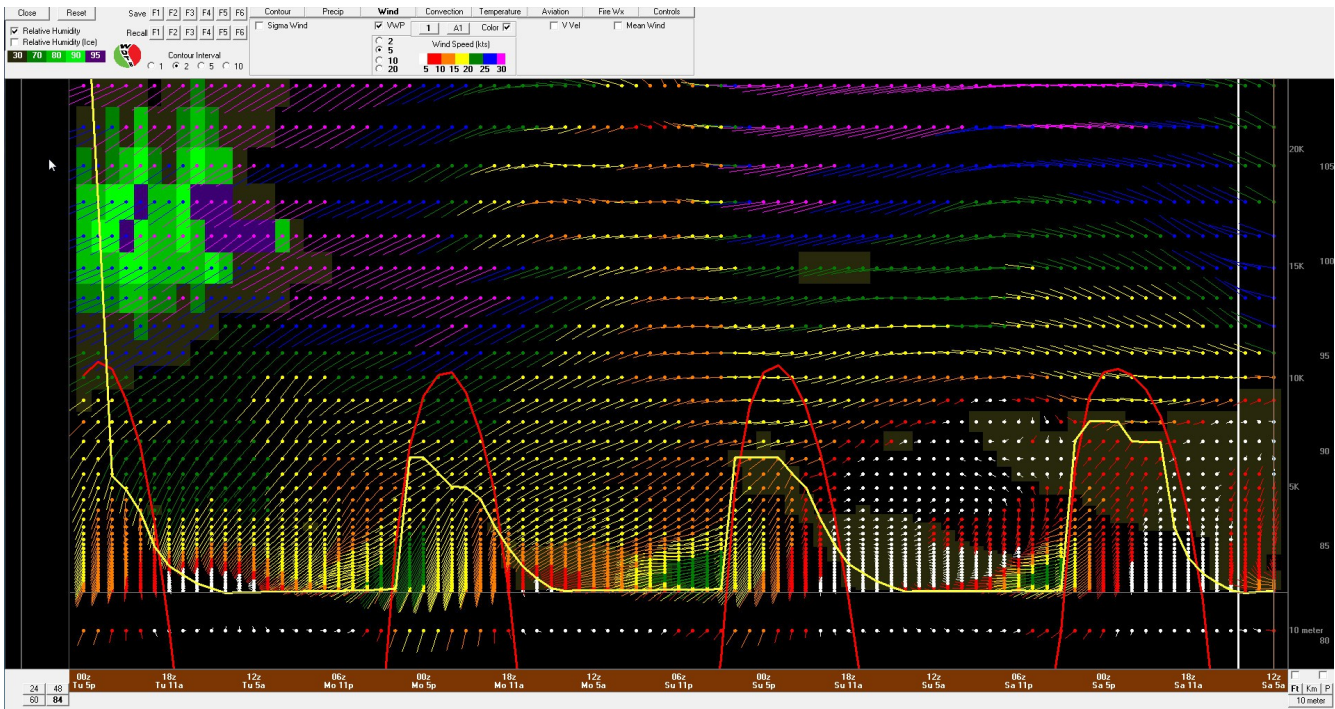 Close Reset Save F1 F2 F3 F4 F5 F6 Contour Precip Wind Convection Temperature Aviation Fire Wx Controls
Relative Humidity Recall F1 F2 F3 F4 F5 F6 Sigma Wind VWP 1 A1 Color V Vel Mean Wind
Relative Humidity (Ice)
30 70 80 90 95
Contour Interval
1 2 5 10
2
5
10
20
Wind Speed (kts)
5 10 15 20 25 30
20K
105
15K
100
95
10K
90
5K
85
10 meter
80
00z 18z 12z 06z 00z 18z 12z 06z 00z 18z 12z 06z 00z 18z 12z
Tu 5p Tu 11a Tu 5a Mo 11p Mo 5p Mo 11a Mo 5a Su 11p Su 5p Su 11a Su 5a Sa 11p Sa 5p Sa 11a Sa 5a
24 48
60 84
Ft Km P
10 meter